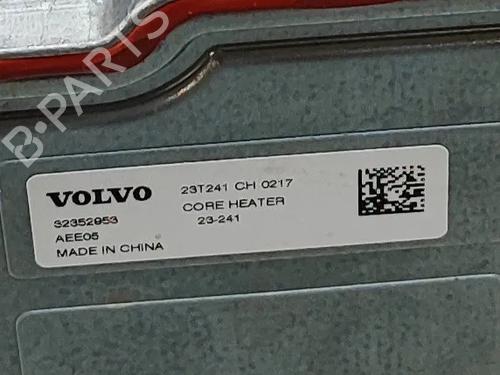 B-PARTS
VOLVO
32352953
AEE05
MADE IN CHINA
23T241 CH 0217
CORE HEATER
23-241